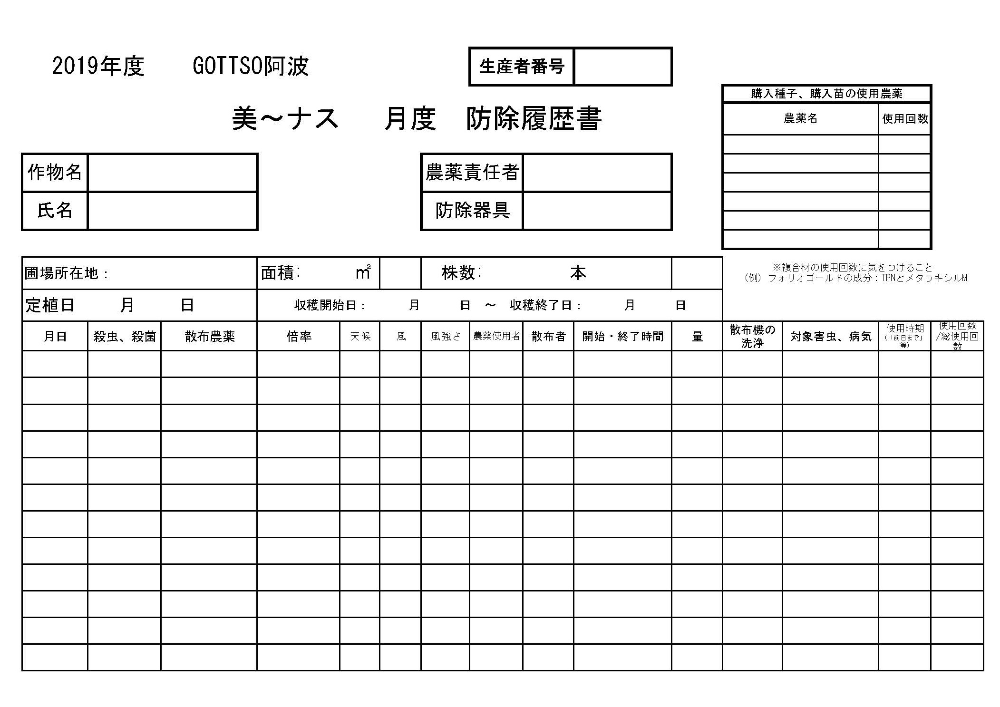 2019年度　GOTTSO阿波
生産者番号
購入種子、購入苗の使用農薬
農薬名　使用回数
美～ナス　月度　防除履歴書
作物名
氏名
農薬責任者
防除器具
※複合材の使用回数に気をつけること
（例）フォリオゴールドの成分：TPNとメタラキシルM
圃場所在地：　面積：　㎡　株数：　本
定植日　月　日　収穫開始日：　月　日　～　収穫終了日：　月　日
月日　殺虫、殺菌　散布農薬　倍率　天候　風　風強さ　農薬使用者　散布者　開始・終了時間　量
散布機の
洗浄
対象害虫、病気
使用時期
（「前日まで」
等）
使用回数
/総使用回
数